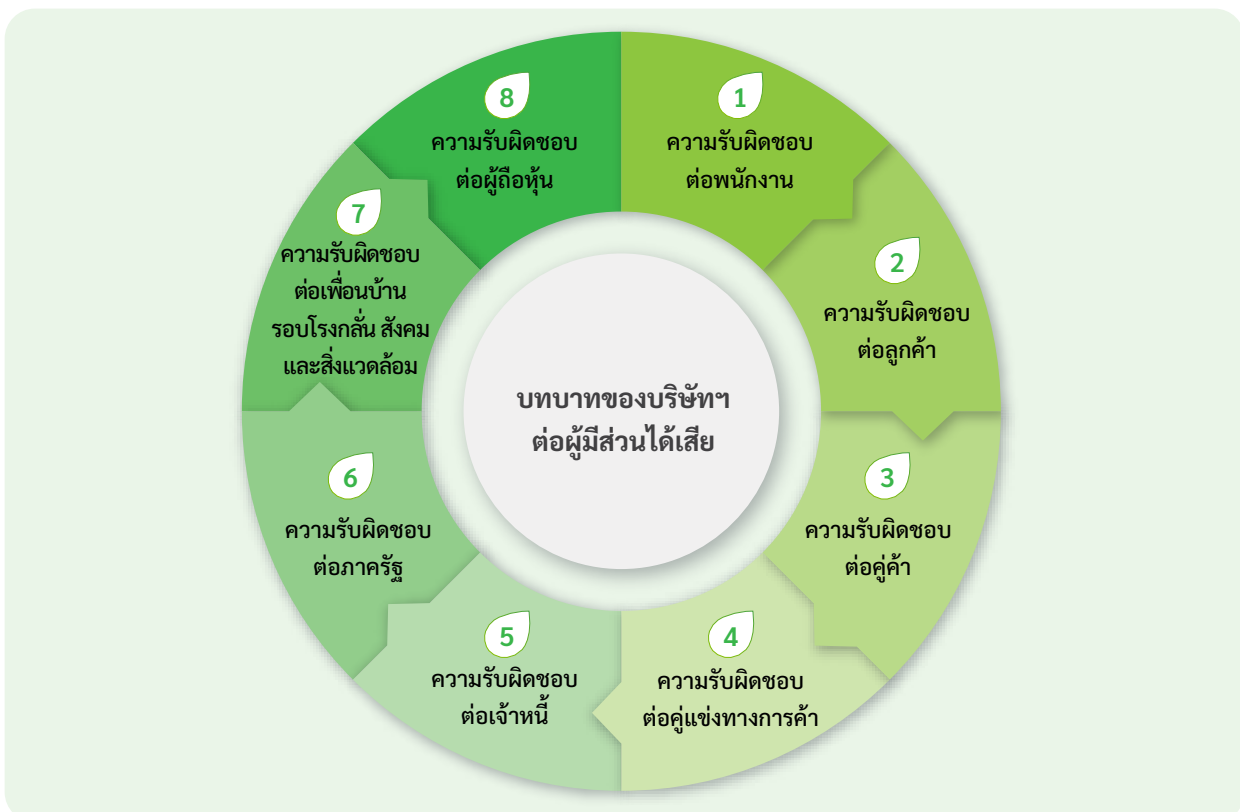 บทบาทของบริษัทฯ
ต่อผู้มีส่วนได้เสีย
1
ความรับผิดชอบ
ต่อพนักงาน
2
ความรับผิดชอบ
ต่อลูกค้า
3
ความรับผิดชอบ
ต่อคู่ค้า
4
ความรับผิดชอบ
ต่อคู่แข่งทางการค้า
5
ความรับผิดชอบ
ต่อเจ้าหนี้
6
ความรับผิดชอบ
ต่อภาครัฐ
7
ความรับผิดชอบ
ต่อเพื่อนบ้าน
รอบโรงกลั่น สังคม
และสิ่งแวดล้อม
8
ความรับผิดชอบ
ต่อผู้ถือหุ้น